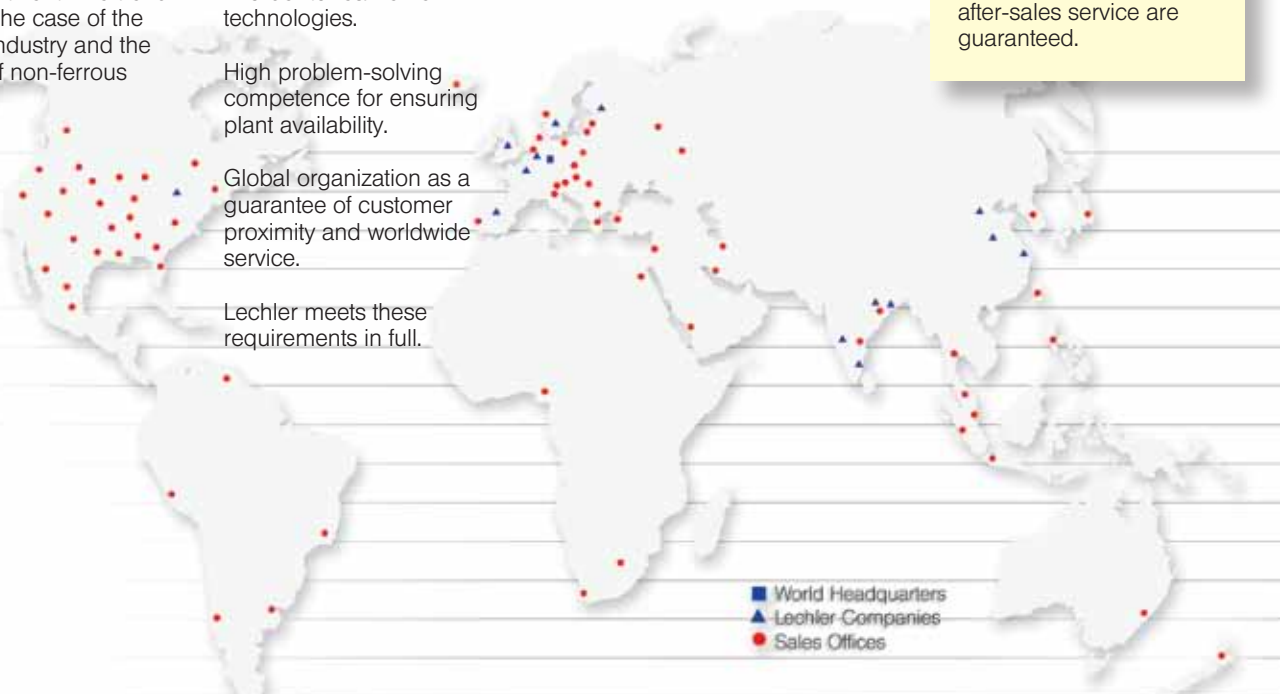 he case of the
ndustry and the
f non-ferrous
technologies.
High problem-solving
competence for ensuring
plant availability.
Global organization as a
guarantee of customer
proximity and worldwide
service.
Lechler meets these
requirements in full.
after-sales service are
guaranteed.
World Headquarters
Lechler Companies
Sales Offices